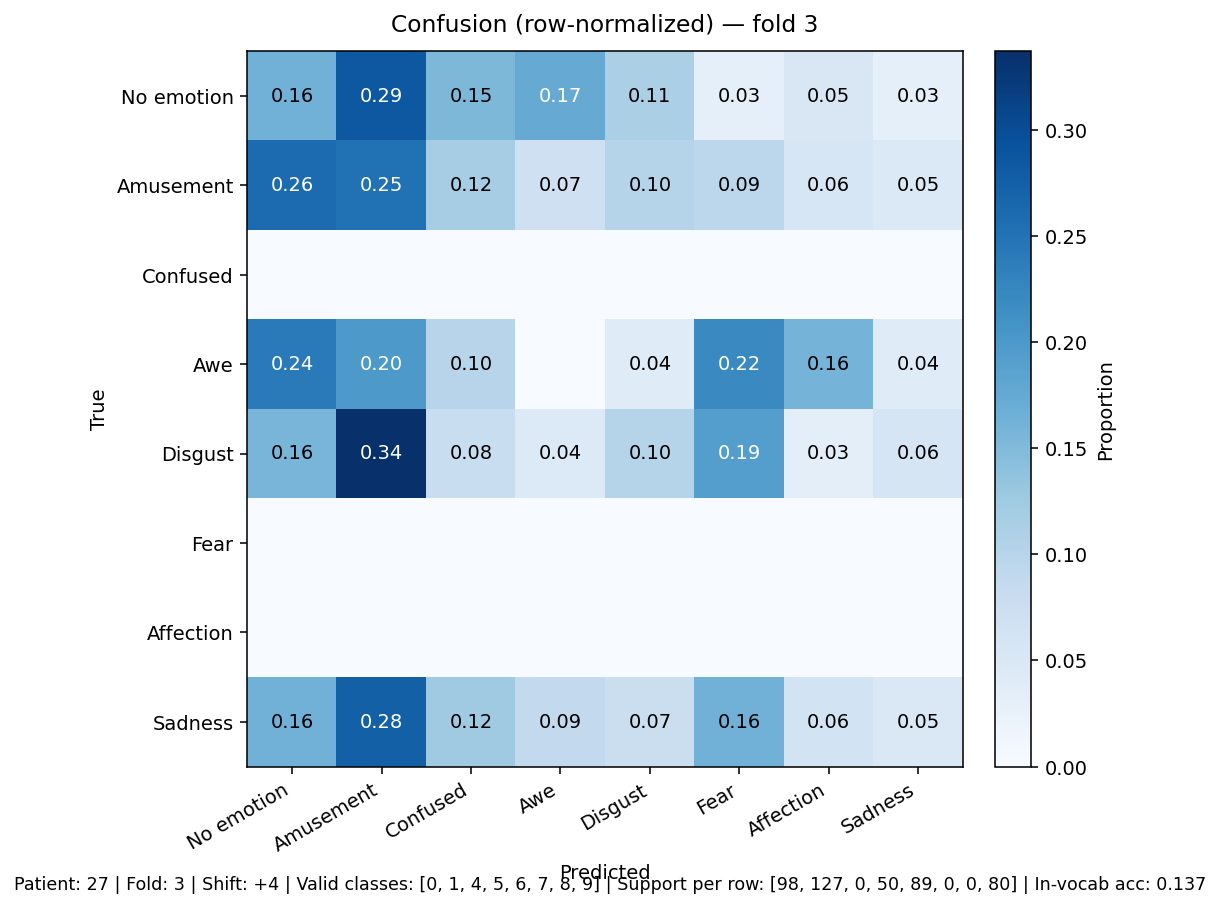 Confusion (row-normalized) — fold 3
No emotion 0.16 0.29 0.15 0.17 0.11 0.03 0.05 0.03
Amusement 0.26 0.25 0.12 0.07 0.10 0.09 0.06 0.05
Confused
Awe 0.24 0.20 0.10 0.04 0.22 0.16 0.04
Disgust 0.16 0.34 0.08 0.04 0.10 0.19 0.03 0.06
Fear
Affection
Sadness 0.16 0.28 0.12 0.09 0.07 0.16 0.06 0.05
True
No emotion Amusement Confused Awe Disgust Fear Affection Sadness
Predicted
0.30
0.25
0.20
0.15
0.10
0.05
0.00
Proportion
Patient: 27 | Fold: 3 | Shift: +4 | Valid classes: [0, 1, 4, 5, 6, 7, 8, 9] | Support per row: [98, 127, 0, 50, 89, 0, 0, 80] | In-vocab acc: 0.137